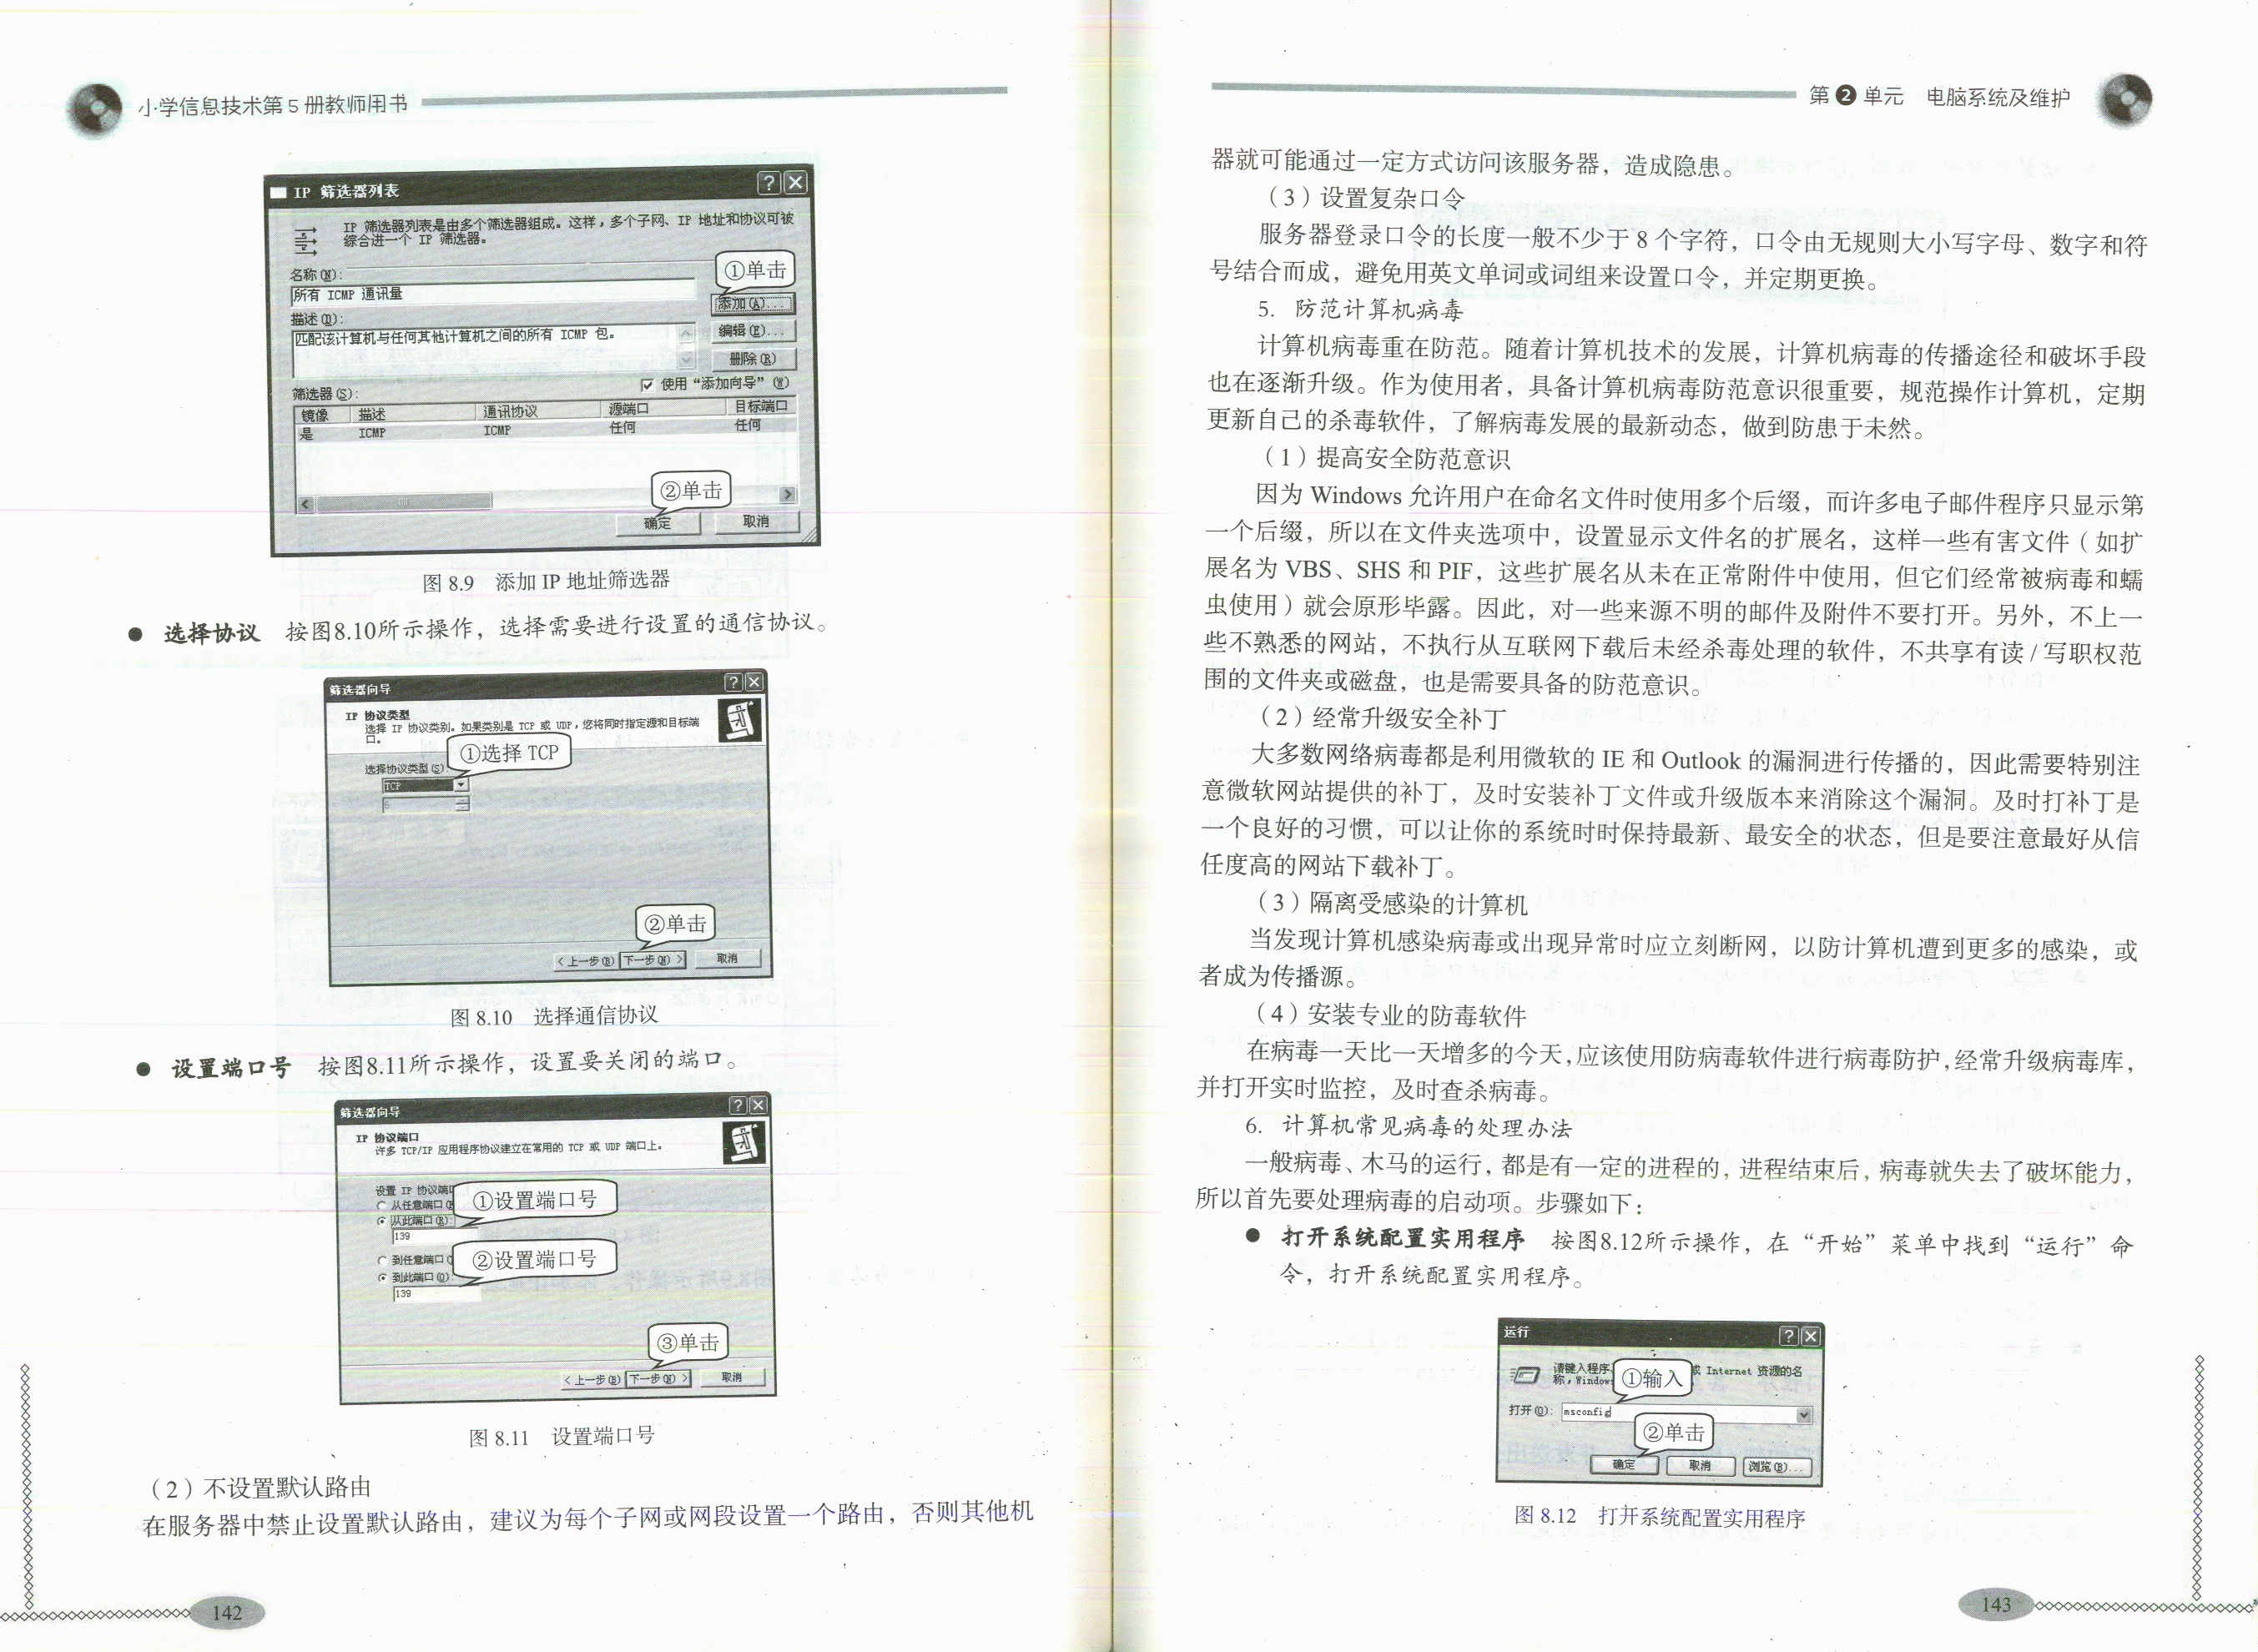 小学信息技术第5册教师用书
IP 筛选器列表
IP 筛选器列表是由多个筛选器组成。这样，多个子网、IP 地址和协议可被
综合进一个 IP 筛选器。
名称(N):
①单击
所有 ICMP 通讯量
添加(A)...
描述(D):
匹配该计算机与任何其他计算机之间的所有 ICMP 包。
编辑(E)...
删除(R)
使用“添加向导”(W)
筛选器(S):
镜像 描述 通讯协议 源端口 目标端口
是 ICMP ICMP 任何 任何
②单击
确定 取消
图 8.9 添加 IP 地址筛选器
● 选择协议 按图8.10所示操作，选择需要进行设置的通信协议。
筛选器向导
IP 协议类型
选择 IP 协议类别。如果类别是 TCP 或 UDP，您将同时指定源和目标端
口。
①选择 TCP
选择协议类型(S):
TCP
6
②单击
<上一步(B) 下一步(N)> 取消
图 8.10 选择通信协议
● 设置端口号 按图8.11所示操作，设置要关闭的端口。
筛选器向导
IP 协议端口
许多 TCP/IP 应用程序协议建立在常用的 TCP 或 UDP 端口上。
设置 IP 协议端口
①设置端口号
从任意端口
从此端口(R):
139
②设置端口号
到任意端口
到此端口(O):
139
③单击
<上一步(B) 下一步(N)> 取消
图 8.11 设置端口号
（2）不设置默认路由
在服务器中禁止设置默认路由，建议为每个子网或网段设置一个路由，否则其他机
142
第2单元 电脑系统及维护
器就可能通过一定方式访问该服务器，造成隐患。
（3）设置复杂口令
服务器登录口令的长度一般不少于 8 个字符，口令由无规则大小写字母、数字和符
号结合而成，避免用英文单词或词组来设置口令，并定期更换。
5. 防范计算机病毒
计算机病毒重在防范。随着计算机技术的发展，计算机病毒的传播途径和破坏手段
也在逐渐升级。作为使用者，具备计算机病毒防范意识很重要，规范操作计算机，定期
更新自己的杀毒软件，了解病毒发展的最新动态，做到防患于未然。
（1）提高安全防范意识
因为 Windows 允许用户在命名文件时使用多个后缀，而许多电子邮件程序只显示第
一个后缀，所以在文件夹选项中，设置显示文件名的扩展名，这样一些有害文件（如扩
展名为 VBS、SHS 和 PIF，这些扩展名从未在正常附件中使用，但它们经常被病毒和蠕
虫使用）就会原形毕露。因此，对一些来源不明的邮件及附件不要打开。另外，不上一
些不熟悉的网站，不执行从互联网下载后未经杀毒处理的软件，不共享有读 / 写职权范
围的文件夹或磁盘，也是需要具备的防范意识。
（2）经常升级安全补丁
大多数网络病毒都是利用微软的 IE 和 Outlook 的漏洞进行传播的，因此需要特别注
意微软网站提供的补丁，及时安装补丁文件或升级版本来消除这个漏洞。及时打补丁是
一个良好的习惯，可以让你的系统时时保持最新、最安全的状态，但是要注意最好从信
任度高的网站下载补丁。
（3）隔离受感染的计算机
当发现计算机感染病毒或出现异常时应立刻断网，以防计算机遭到更多的感染，或
者成为传播源。
（4）安装专业的防毒软件
在病毒一天比一天增多的今天，应该使用防病毒软件进行病毒防护，经常升级病毒库，
并打开实时监控，及时查杀病毒。
6. 计算机常见病毒的处理办法
一般病毒、木马的运行，都是有一定的进程的，进程结束后，病毒就失去了破坏能力，
所以首先要处理病毒的启动项。步骤如下：
● 打开系统配置实用程序 按图8.12所示操作，在“开始”菜单中找到“运行”命
令，打开系统配置实用程序。
运行
请键入程序、 或 Internet 资源的名
称，Windows
①输入
打开(O): msconfig
②单击
确定 取消 浏览(B)...
图 8.12 打开系统配置实用程序
143